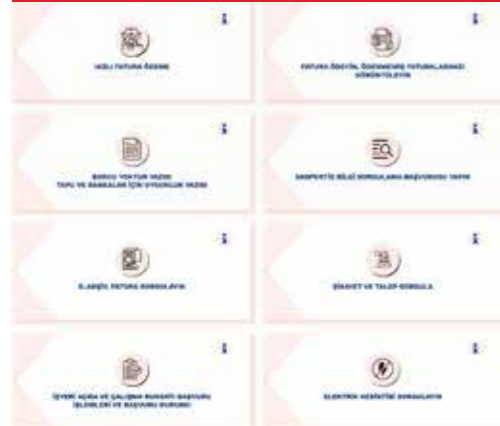 HIZLI FATURA ÖDEME
FATURA ÖDEYİN, ÖDENMEMİŞ FATURALARINIZI
GÖRÜNTÜLEYİN
BORCU YOKTUR YAZISI
TAPU VE BANKALAR İÇİN UYGUNLUK YAZISI
EKSPERTİZ BİLGİ SORGULAMA BAŞVURUSU YAPIN
E-ARŞİV FATURA SORGULAYIN
ŞİKAYET VE TALEP SORGULA
İŞYERİ AÇMA VE ÇALIŞMA RUHSATI BAŞVURU
İŞLEMLERİ VE BAŞVURU DURUMU
ELEKTRİK KESİNTİSİ SORGULAYIN